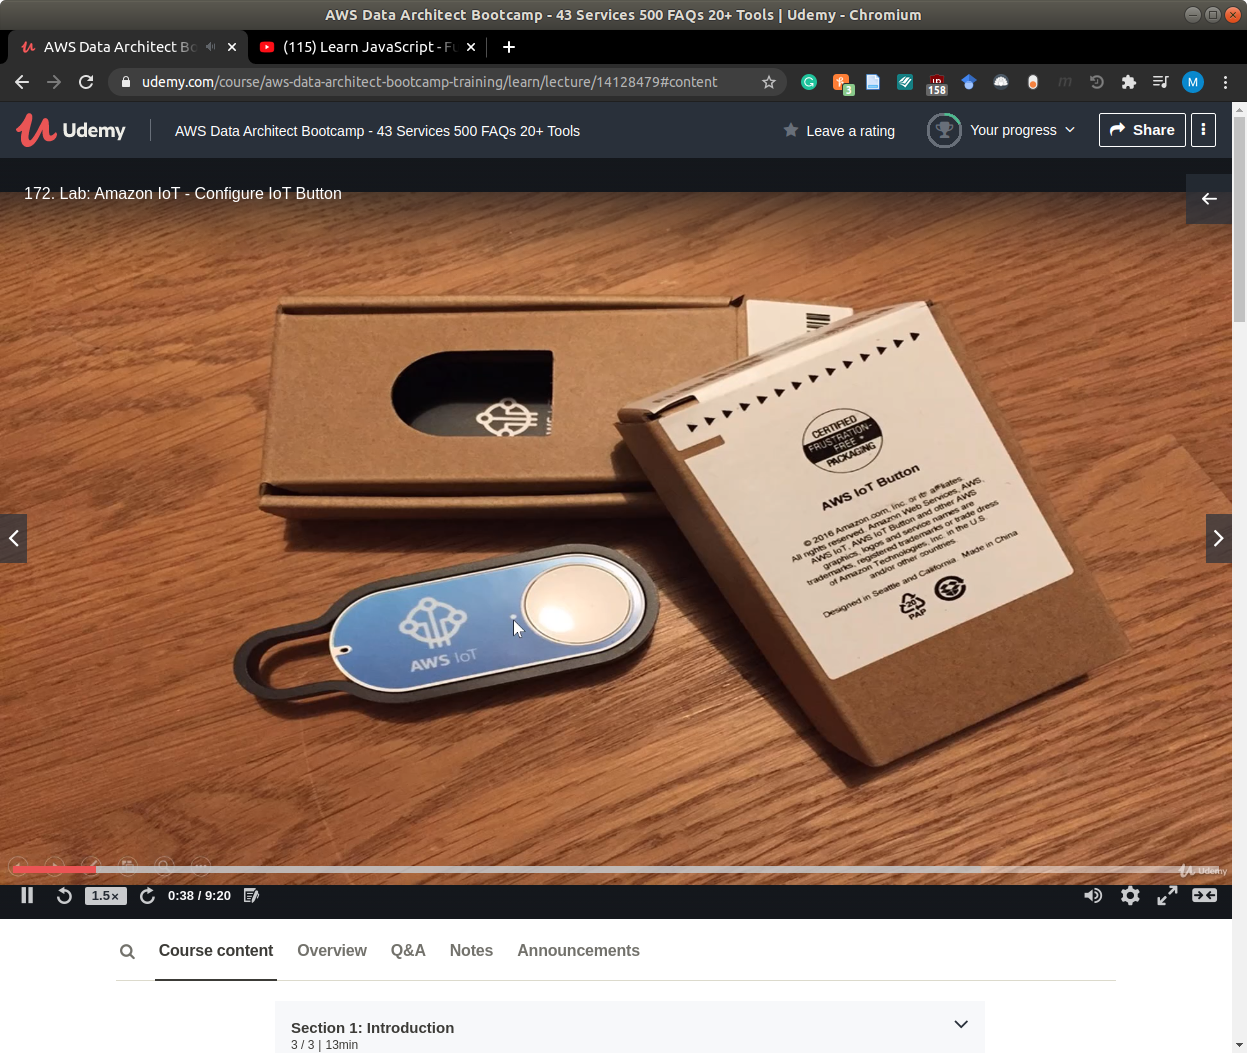 AWS Data Architect Bootcamp - 43 Services 500 FAQs 20+ Tools | Udemy - Chromium
AWS Data Architect Bo
(115) Learn JavaScript - Fu
udemy.com/course/aws-data-architect-bootcamp-training/learn/lecture/14128479#content
3
158
M
Udemy
AWS Data Architect Bootcamp - 43 Services 500 FAQs 20+ Tools
Leave a rating
Your progress
Share
172. Lab: Amazon IoT - Configure IoT Button
CERTIFIED
FRUSTRATION-
FREE
PACKAGING
AWS IoT Button
© 2016 Amazon.com, Inc. or its affiliates.
All rights reserved. Amazon Web Services, AWS,
AWS IoT, AWS IoT Button and other AWS
graphics, logos and service names are
trademarks, registered trademarks or trade dress
of Amazon Technologies, Inc. in the U.S.
and/or other countries.
Designed in Seattle and California. Made in China
20
PAP
AWS IoT
Udemy
1.5×
0:38 / 9:20
Course content
Overview
Q&A
Notes
Announcements
Section 1: Introduction
3 / 3 | 13min